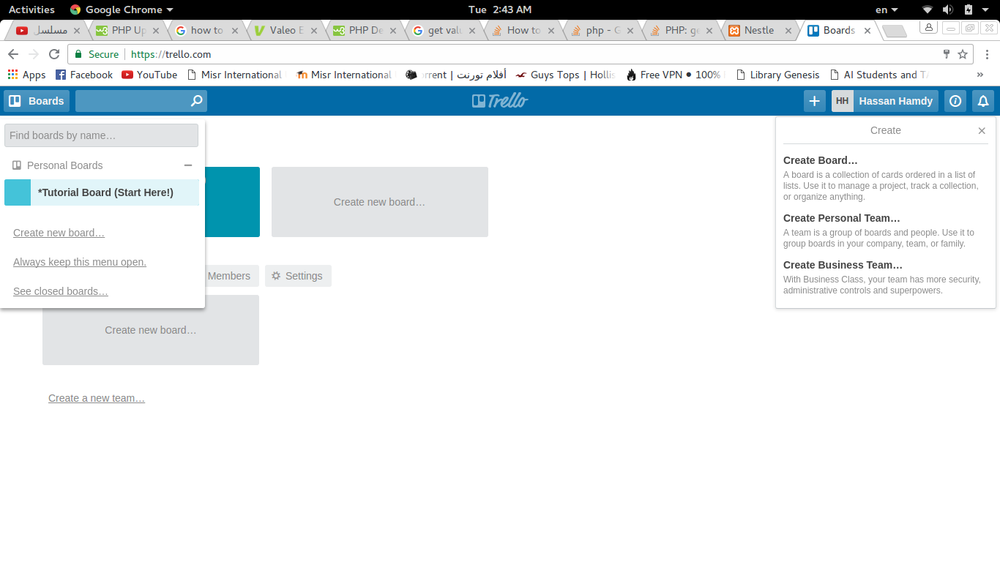 Activities Google Chrome Tue 2:43 AM en
مسلسل PHP Up how to Valeo E PHP De get valu How to php - G PHP: ge Nestle Boards
Secure https://trello.com
Apps Facebook YouTube Misr International Misr International أفلام تورنت | orrent Guys Tops | Hollis Free VPN • 100% Library Genesis AI Students and TA »
Boards Trello HH Hassan Hamdy
Find boards by name…
Personal Boards
*Tutorial Board (Start Here!)
Create new board…
Always keep this menu open.
See closed boards…
Create new board…
Members Settings
Create new board…
Create a new team…
Create
Create Board…
A board is a collection of cards ordered in a list of
lists. Use it to manage a project, track a collection,
or organize anything.
Create Personal Team…
A team is a group of boards and people. Use it to
group boards in your company, team, or family.
Create Business Team…
With Business Class, your team has more security,
administrative controls and superpowers.